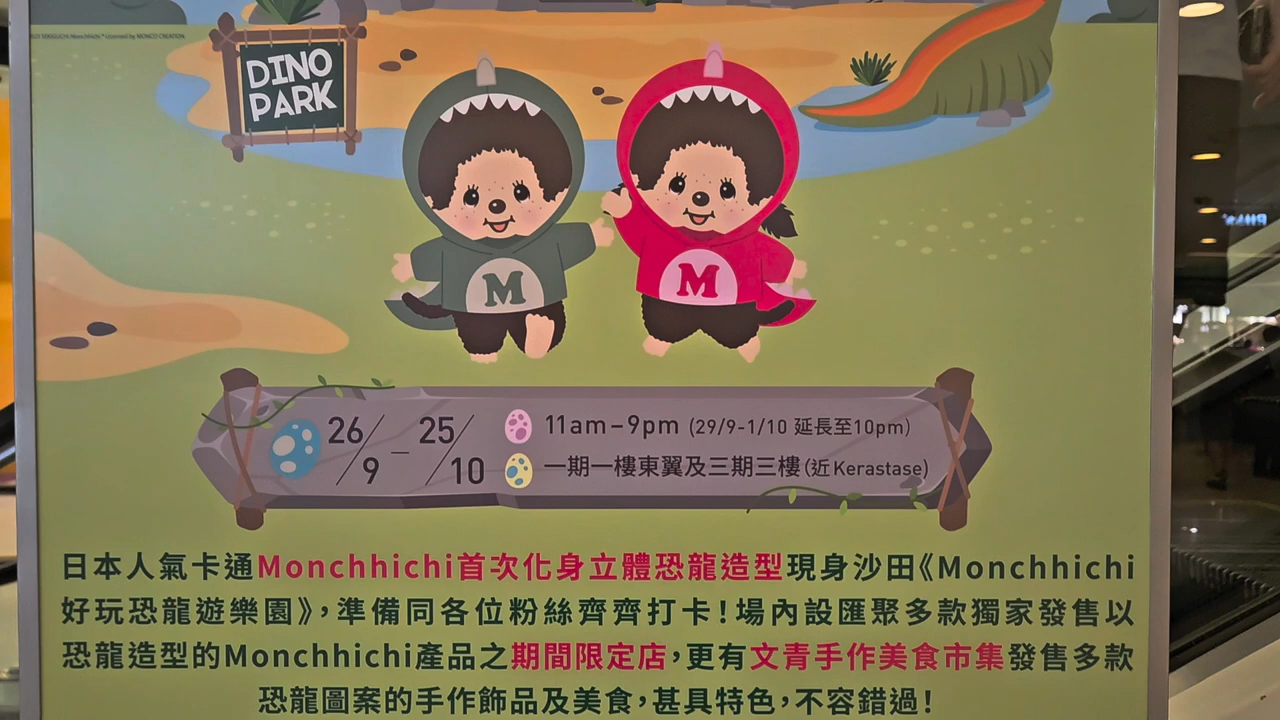 DINO
PARK
M
M
26/9 – 25/10
11am–9pm (29/9-1/10 延長至10pm)
一期一樓東翼及三期三樓(近Kerastase)
日本人氣卡通Monchhichi首次化身立體恐龍造型現身沙田《Monchhichi
好玩恐龍遊樂園》,準備同各位粉絲齊齊打卡!場內設匯聚多款獨家發售以
恐龍造型的Monchhichi產品之期間限定店,更有文青手作美食市集發售多款
恐龍圖案的手作飾品及美食,甚具特色,不容錯過!